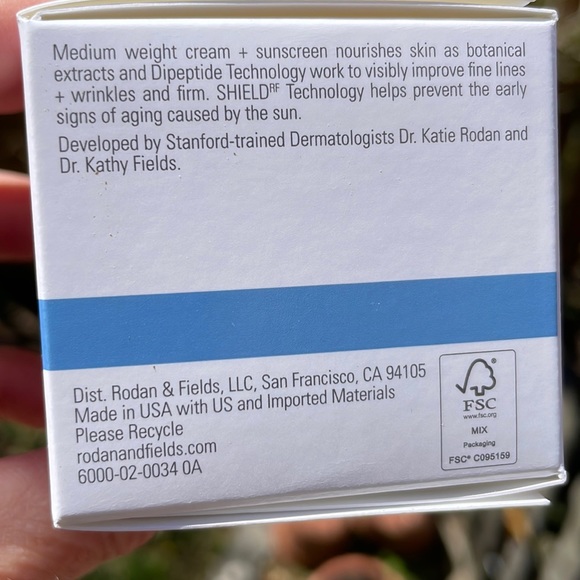 Medium weight cream + sunscreen nourishes skin as botanical
extracts and Dipeptide Technology work to visibly improve fine lines
+ wrinkles and firm. SHIELDRF Technology helps prevent the early
signs of aging caused by the sun.
Developed by Stanford-trained Dermatologists Dr. Katie Rodan and
Dr. Kathy Fields.
Dist. Rodan & Fields, LLC, San Francisco, CA 94105
Made in USA with US and Imported Materials
Please Recycle
rodanandfields.com
6000-02-0034 0A
®
FSC
www.fsc.org
MIX
Packaging
FSC® C095159